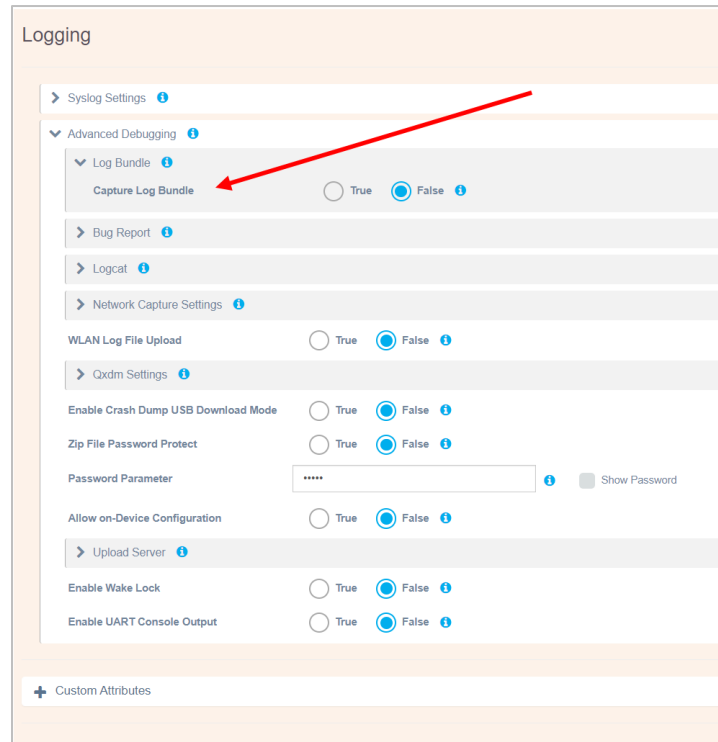 Logging
Syslog Settings
Advanced Debugging
Log Bundle
Capture Log Bundle True False
Bug Report
Logcat
Network Capture Settings
WLAN Log File Upload True False
Qxdm Settings
Enable Crash Dump USB Download Mode True False
Zip File Password Protect True False
Password Parameter ••••• Show Password
Allow on-Device Configuration True False
Upload Server
Enable Wake Lock True False
Enable UART Console Output True False
Custom Attributes